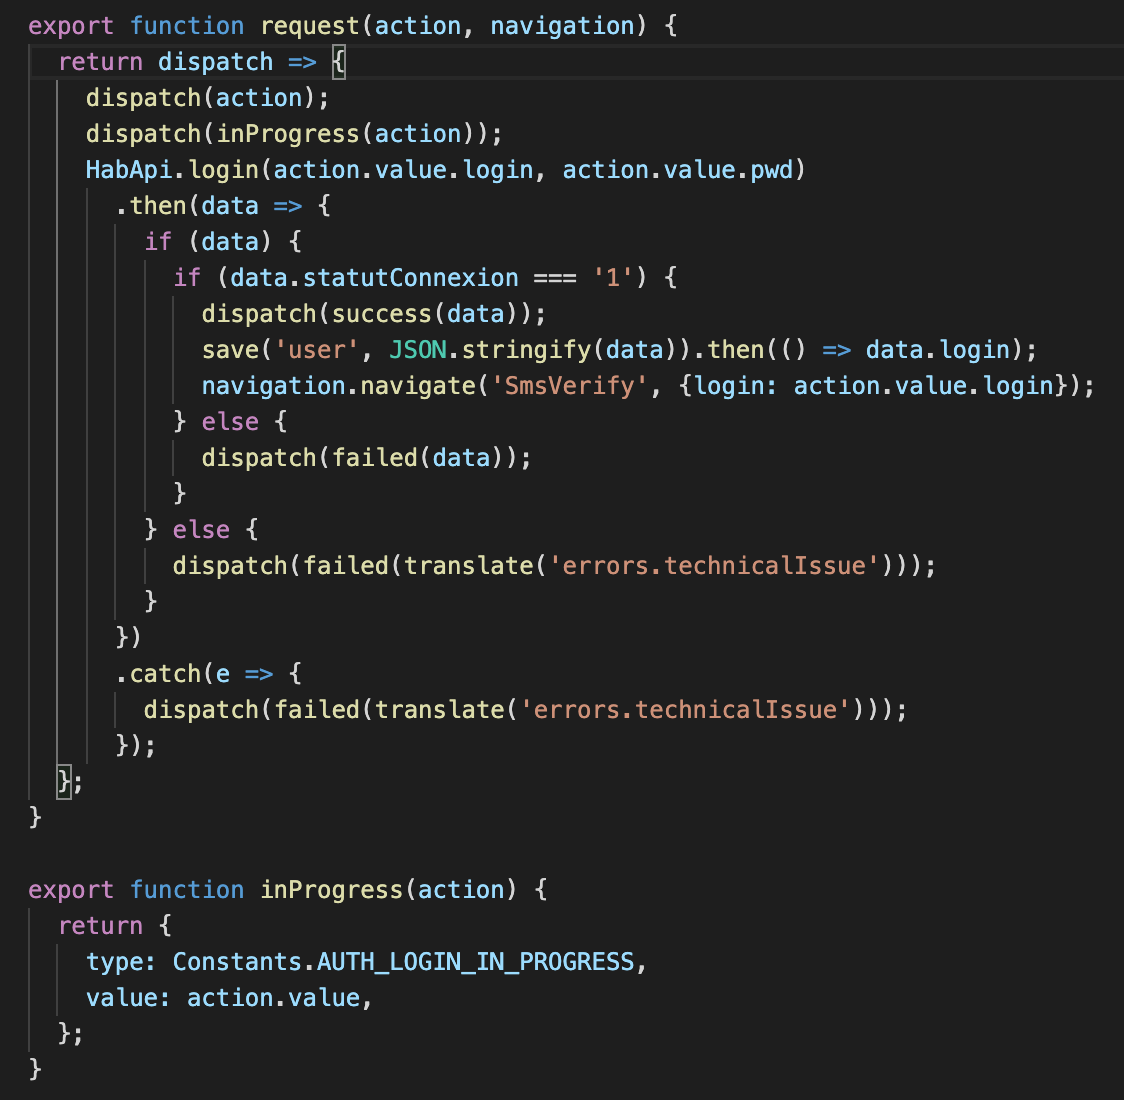 export function request(action, navigation) {
  return dispatch => {
    dispatch(action);
    dispatch(inProgress(action));
    HabApi.login(action.value.login, action.value.pwd)
      .then(data => {
        if (data) {
          if (data.statutConnexion === '1') {
            dispatch(success(data));
            save('user', JSON.stringify(data)).then(() => data.login);
            navigation.navigate('SmsVerify', {login: action.value.login});
          } else {
            dispatch(failed(data));
          }
        } else {
          dispatch(failed(translate('errors.technicalIssue')));
        }
      })
      .catch(e => {
        dispatch(failed(translate('errors.technicalIssue')));
      });
  };
}

export function inProgress(action) {
  return {
    type: Constants.AUTH_LOGIN_IN_PROGRESS,
    value: action.value,
  };
}